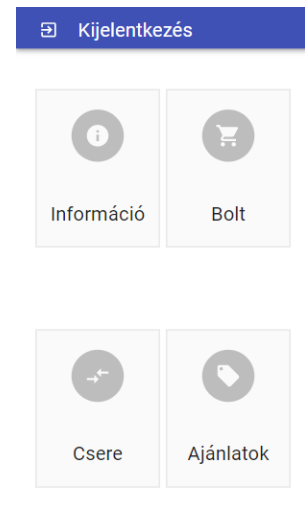 Kijelentkezés
Információ
Bolt
Csere
Ajánlatok